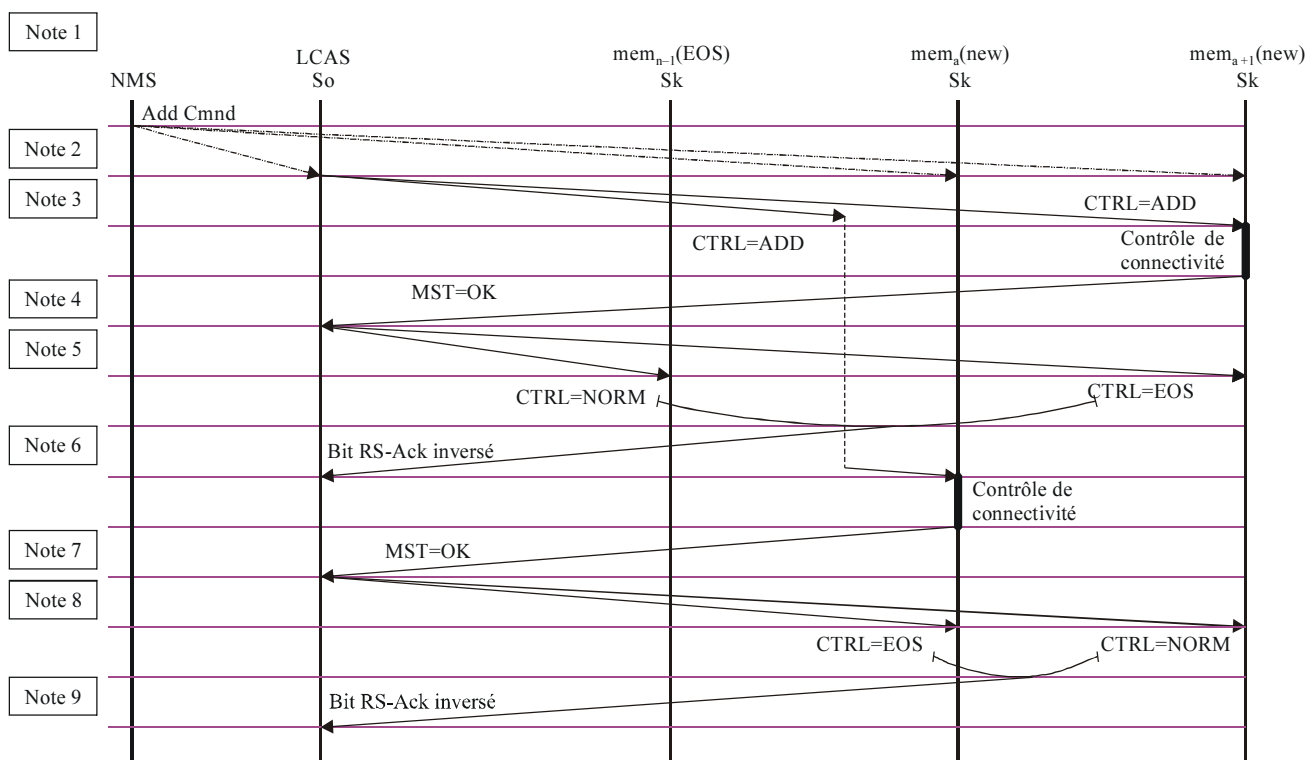 Note 1
LCAS
So
memn–1(EOS)
Sk
mema(new)
Sk
mema+1(new)
Sk
NMS
Add Cmnd
Note 2
Note 3
CTRL=ADD
CTRL=ADD
Contrôle de
connectivité
Note 4
MST=OK
Note 5
CTRL=NORM
CTRL=EOS
Note 6
Bit RS-Ack inversé
Contrôle de
connectivité
Note 7
MST=OK
Note 8
CTRL=EOS
CTRL=NORM
Note 9
Bit RS-Ack inversé